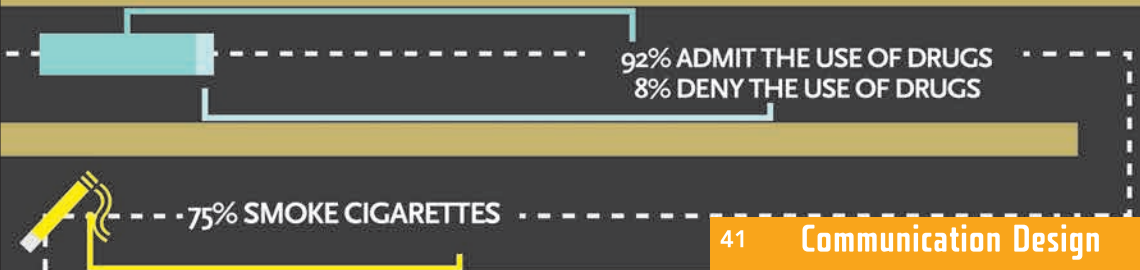 92% ADMIT THE USE OF DRUGS
8% DENY THE USE OF DRUGS
75% SMOKE CIGARETTES
41 Communication Design